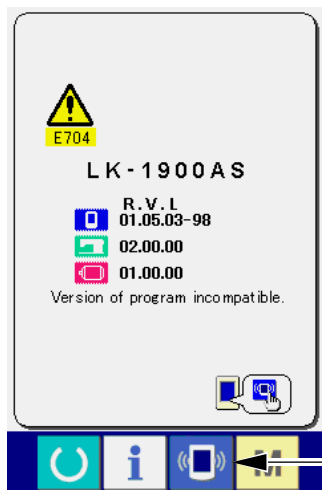 E704
LK-1900AS
R.V.L
01.05.03-98
02.00.00
01.00.00
Version of program incompatible.
i
M